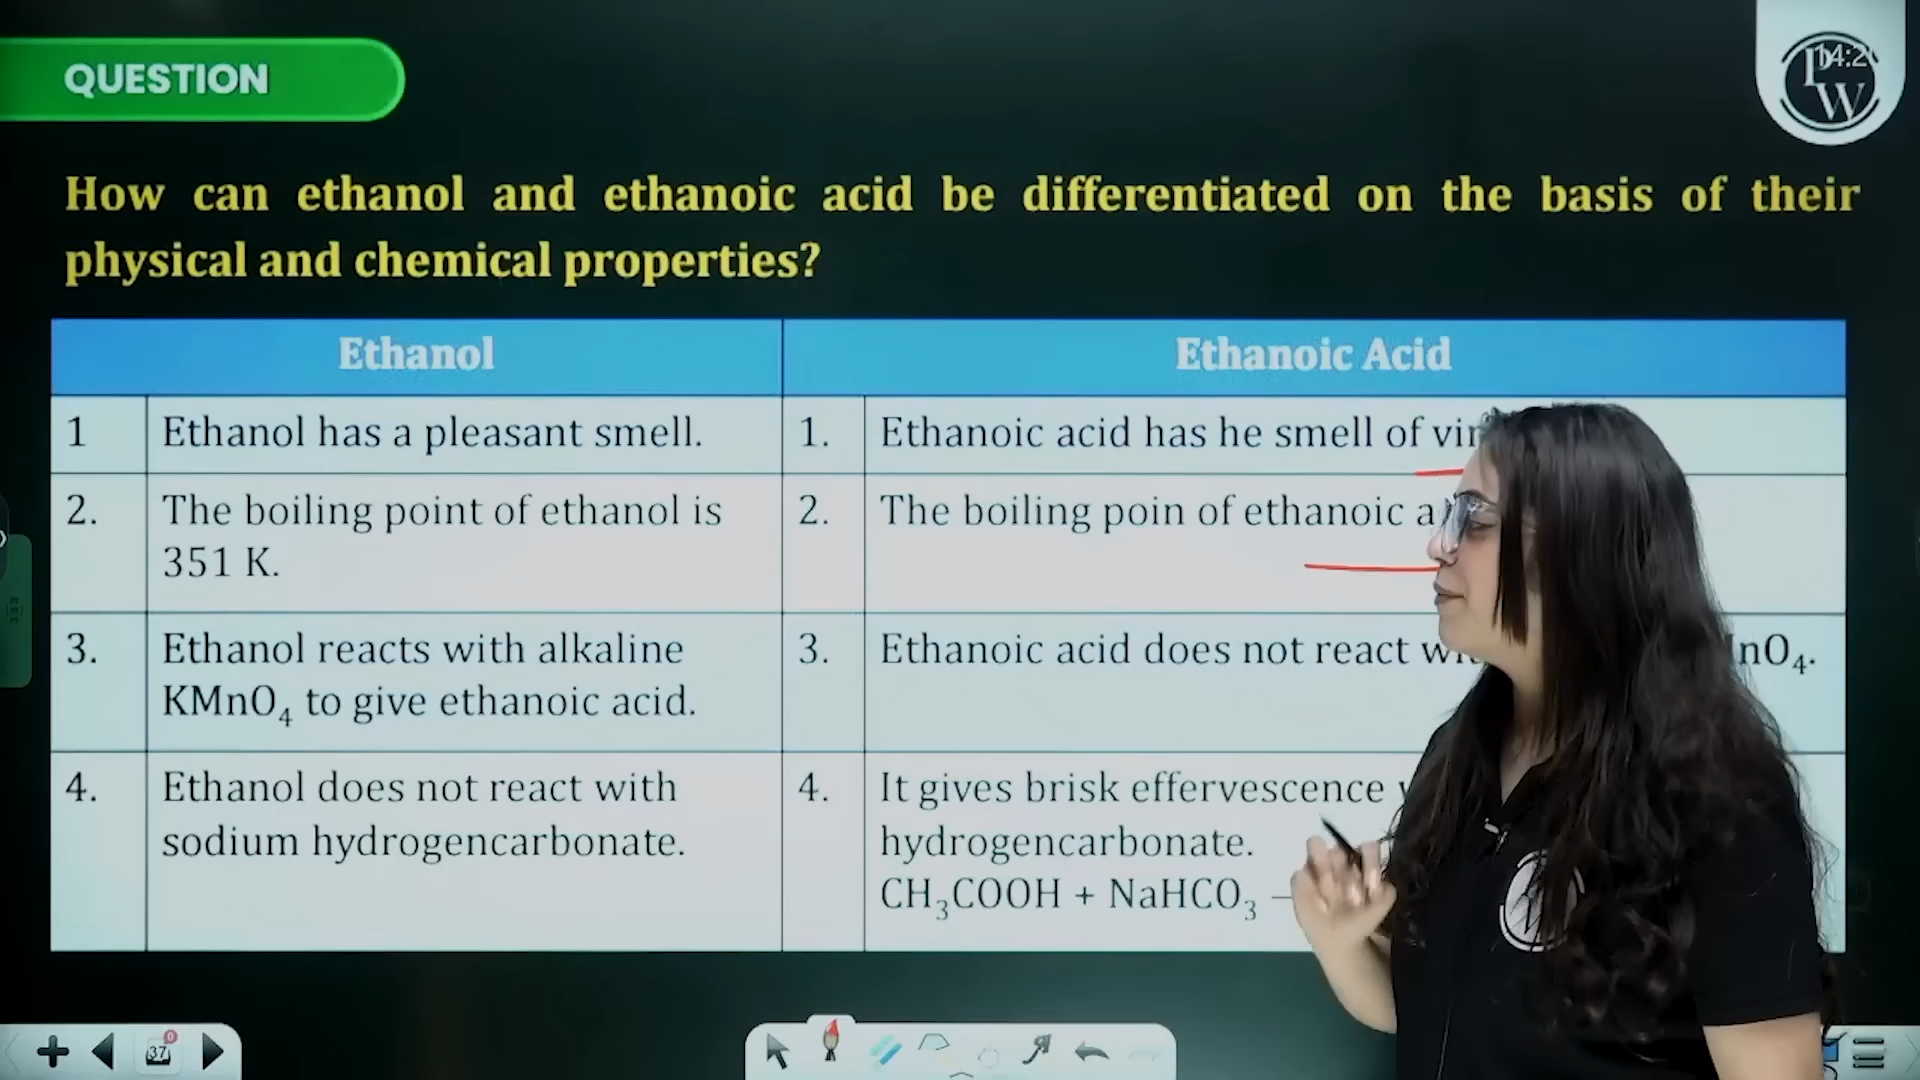 QUESTION
14:2
PW
How can ethanol and ethanoic acid be differentiated on the basis of their
physical and chemical properties?
Ethanol
Ethanoic Acid
1
Ethanol has a pleasant smell.
1.
Ethanoic acid has he smell of
2.
The boiling point of ethanol is
351 K.
2.
The boiling poin of ethanoic
3.
Ethanol reacts with alkaline
KMnO₄ to give ethanoic acid.
3.
Ethanoic acid does not react nO₄.
4.
Ethanol does not react with
sodium hydrogencarbonate.
4.
It gives brisk effervescence
hydrogencarbonate.
CH₃COOH + NaHCO₃
37